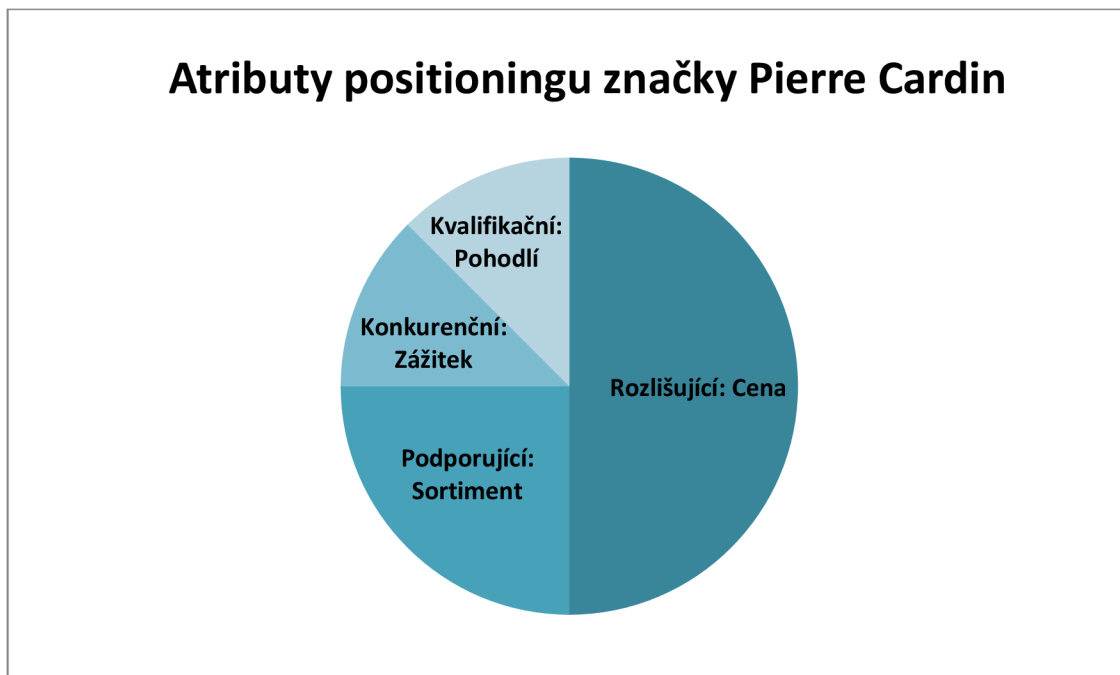 Atributy positioningu značky Pierre Cardin
Kvalifikační:
Pohodlí
Konkurenční:
Zážitek
Rozlišující: Cena
Podporující:
Sortiment